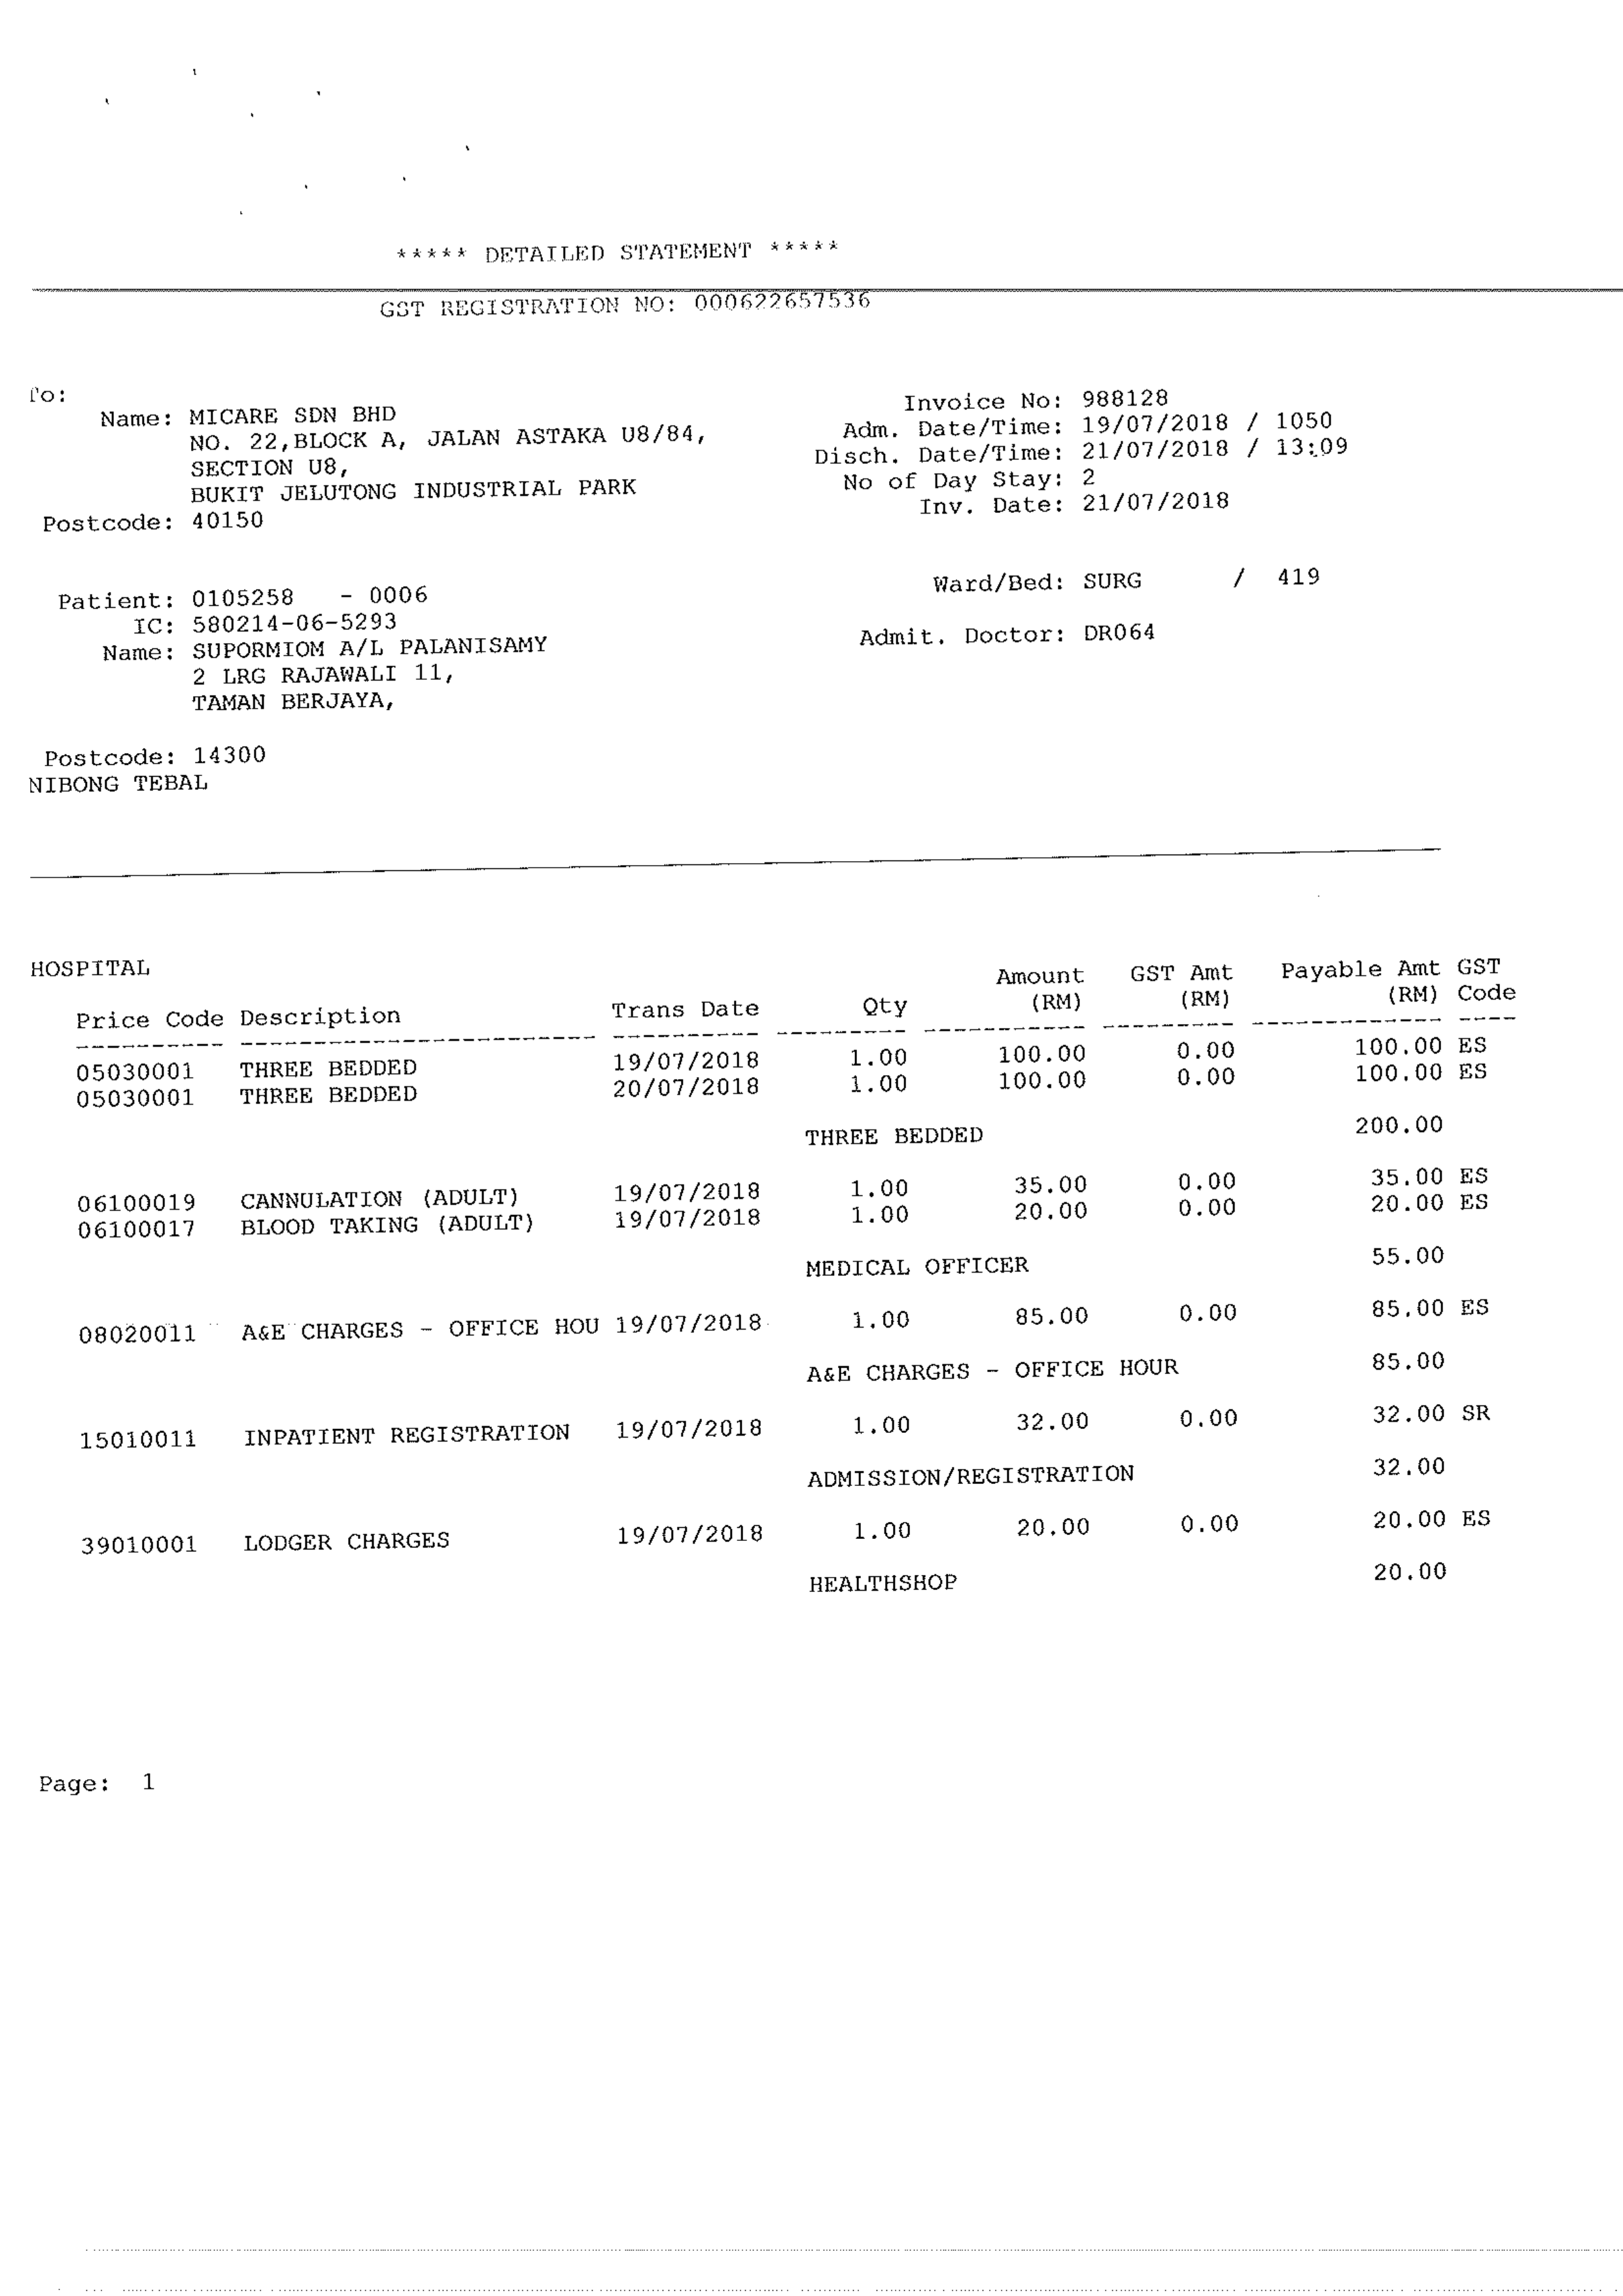 ***** DETAILED STATEMENT *****
GST REGISTRATION NO: 000622657536
To:
Name: MICARE SDN BHD
NO. 22,BLOCK A, JALAN ASTAKA U8/84,
SECTION U8,
BUKIT JELUTONG INDUSTRIAL PARK
Postcode: 40150
Invoice No: 988128
Adm. Date/Time: 19/07/2018 / 1050
Disch. Date/Time: 21/07/2018 / 13:09
No of Day Stay: 2
Inv. Date: 21/07/2018
Patient: 0105258 - 0006
IC: 580214-06-5293
Name: SUPORMIOM A/L PALANISAMY
2 LRG RAJAWALI 11,
TAMAN BERJAYA,
Postcode: 14300
NIBONG TEBAL
Ward/Bed: SURG / 419
Admit. Doctor: DR064
HOSPITAL
Amount GST Amt Payable Amt GST
Price Code Description Trans Date Qty (RM) (RM) (RM) Code
05030001 THREE BEDDED 19/07/2018 1.00 100.00 0.00 100.00 ES
05030001 THREE BEDDED 20/07/2018 1.00 100.00 0.00 100.00 ES
THREE BEDDED 200.00
06100019 CANNULATION (ADULT) 19/07/2018 1.00 35.00 0.00 35.00 ES
06100017 BLOOD TAKING (ADULT) 19/07/2018 1.00 20.00 0.00 20.00 ES
MEDICAL OFFICER 55.00
08020011 A&E CHARGES - OFFICE HOU 19/07/2018 1.00 85.00 0.00 85.00 ES
A&E CHARGES - OFFICE HOUR 85.00
15010011 INPATIENT REGISTRATION 19/07/2018 1.00 32.00 0.00 32.00 SR
ADMISSION/REGISTRATION 32.00
39010001 LODGER CHARGES 19/07/2018 1.00 20.00 0.00 20.00 ES
HEALTHSHOP 20.00
Page: 1